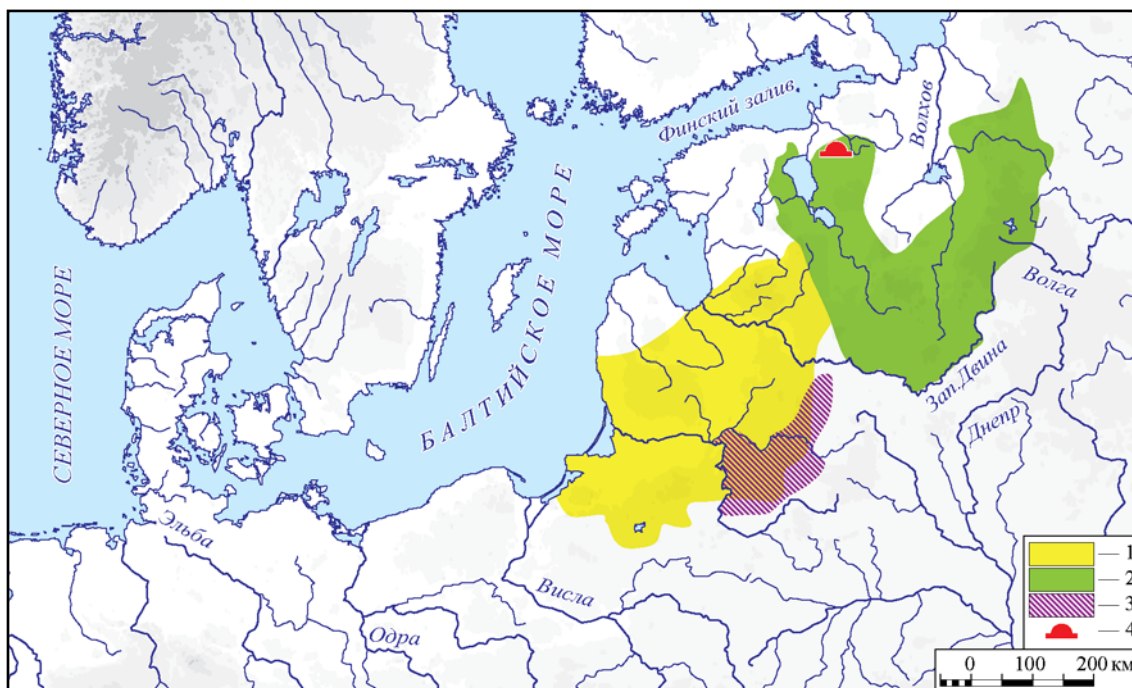 Финский залив
Волхов
СЕВЕРНОЕ МОРЕ
БАЛТИЙСКОЕ МОРЕ
Волга
Зап. Двина
Днепр
Эльба
Висла
Одра
— 1
— 2
— 3
— 4
0 100 200 км